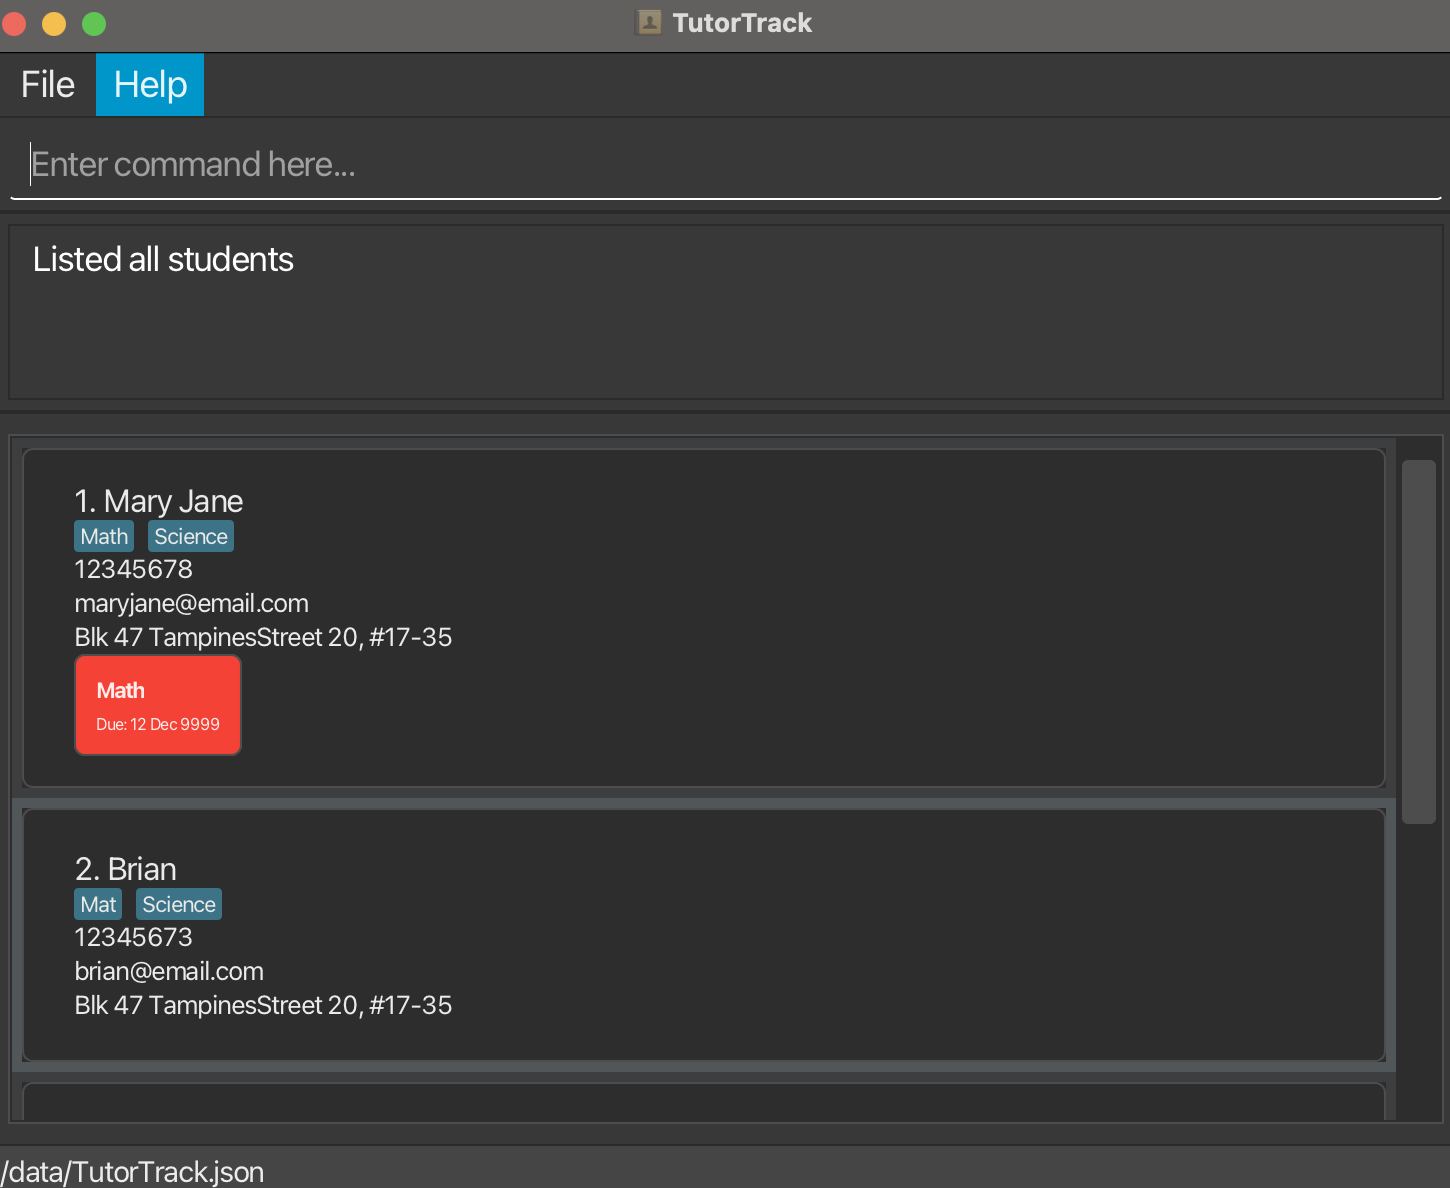 TutorTrack
File Help
Enter command here...
Listed all students
1. Mary Jane
Math Science
12345678
maryjane@email.com
Blk 47 TampinesStreet 20, #17-35
Math
Due: 12 Dec 9999
2. Brian
Mat Science
12345673
brian@email.com
Blk 47 TampinesStreet 20, #17-35
/data/TutorTrack.json